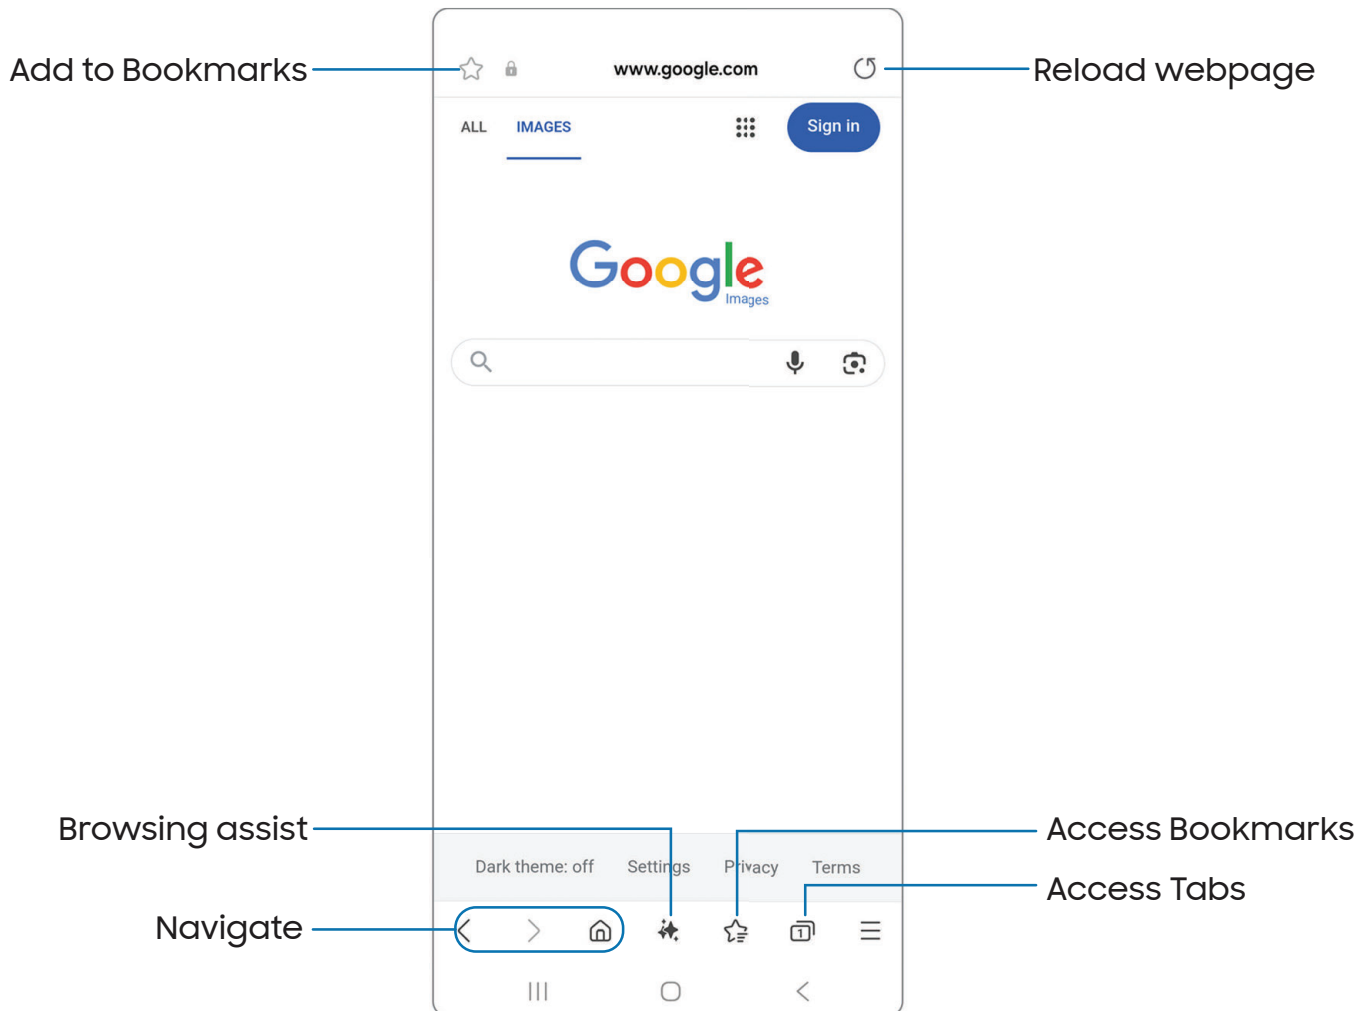 Add to Bookmarks
www.google.com
Reload webpage
ALL IMAGES
Sign in
Google
Images
Browsing assist
Access Bookmarks
Dark theme: off Settings Privacy Terms
Access Tabs
Navigate
1